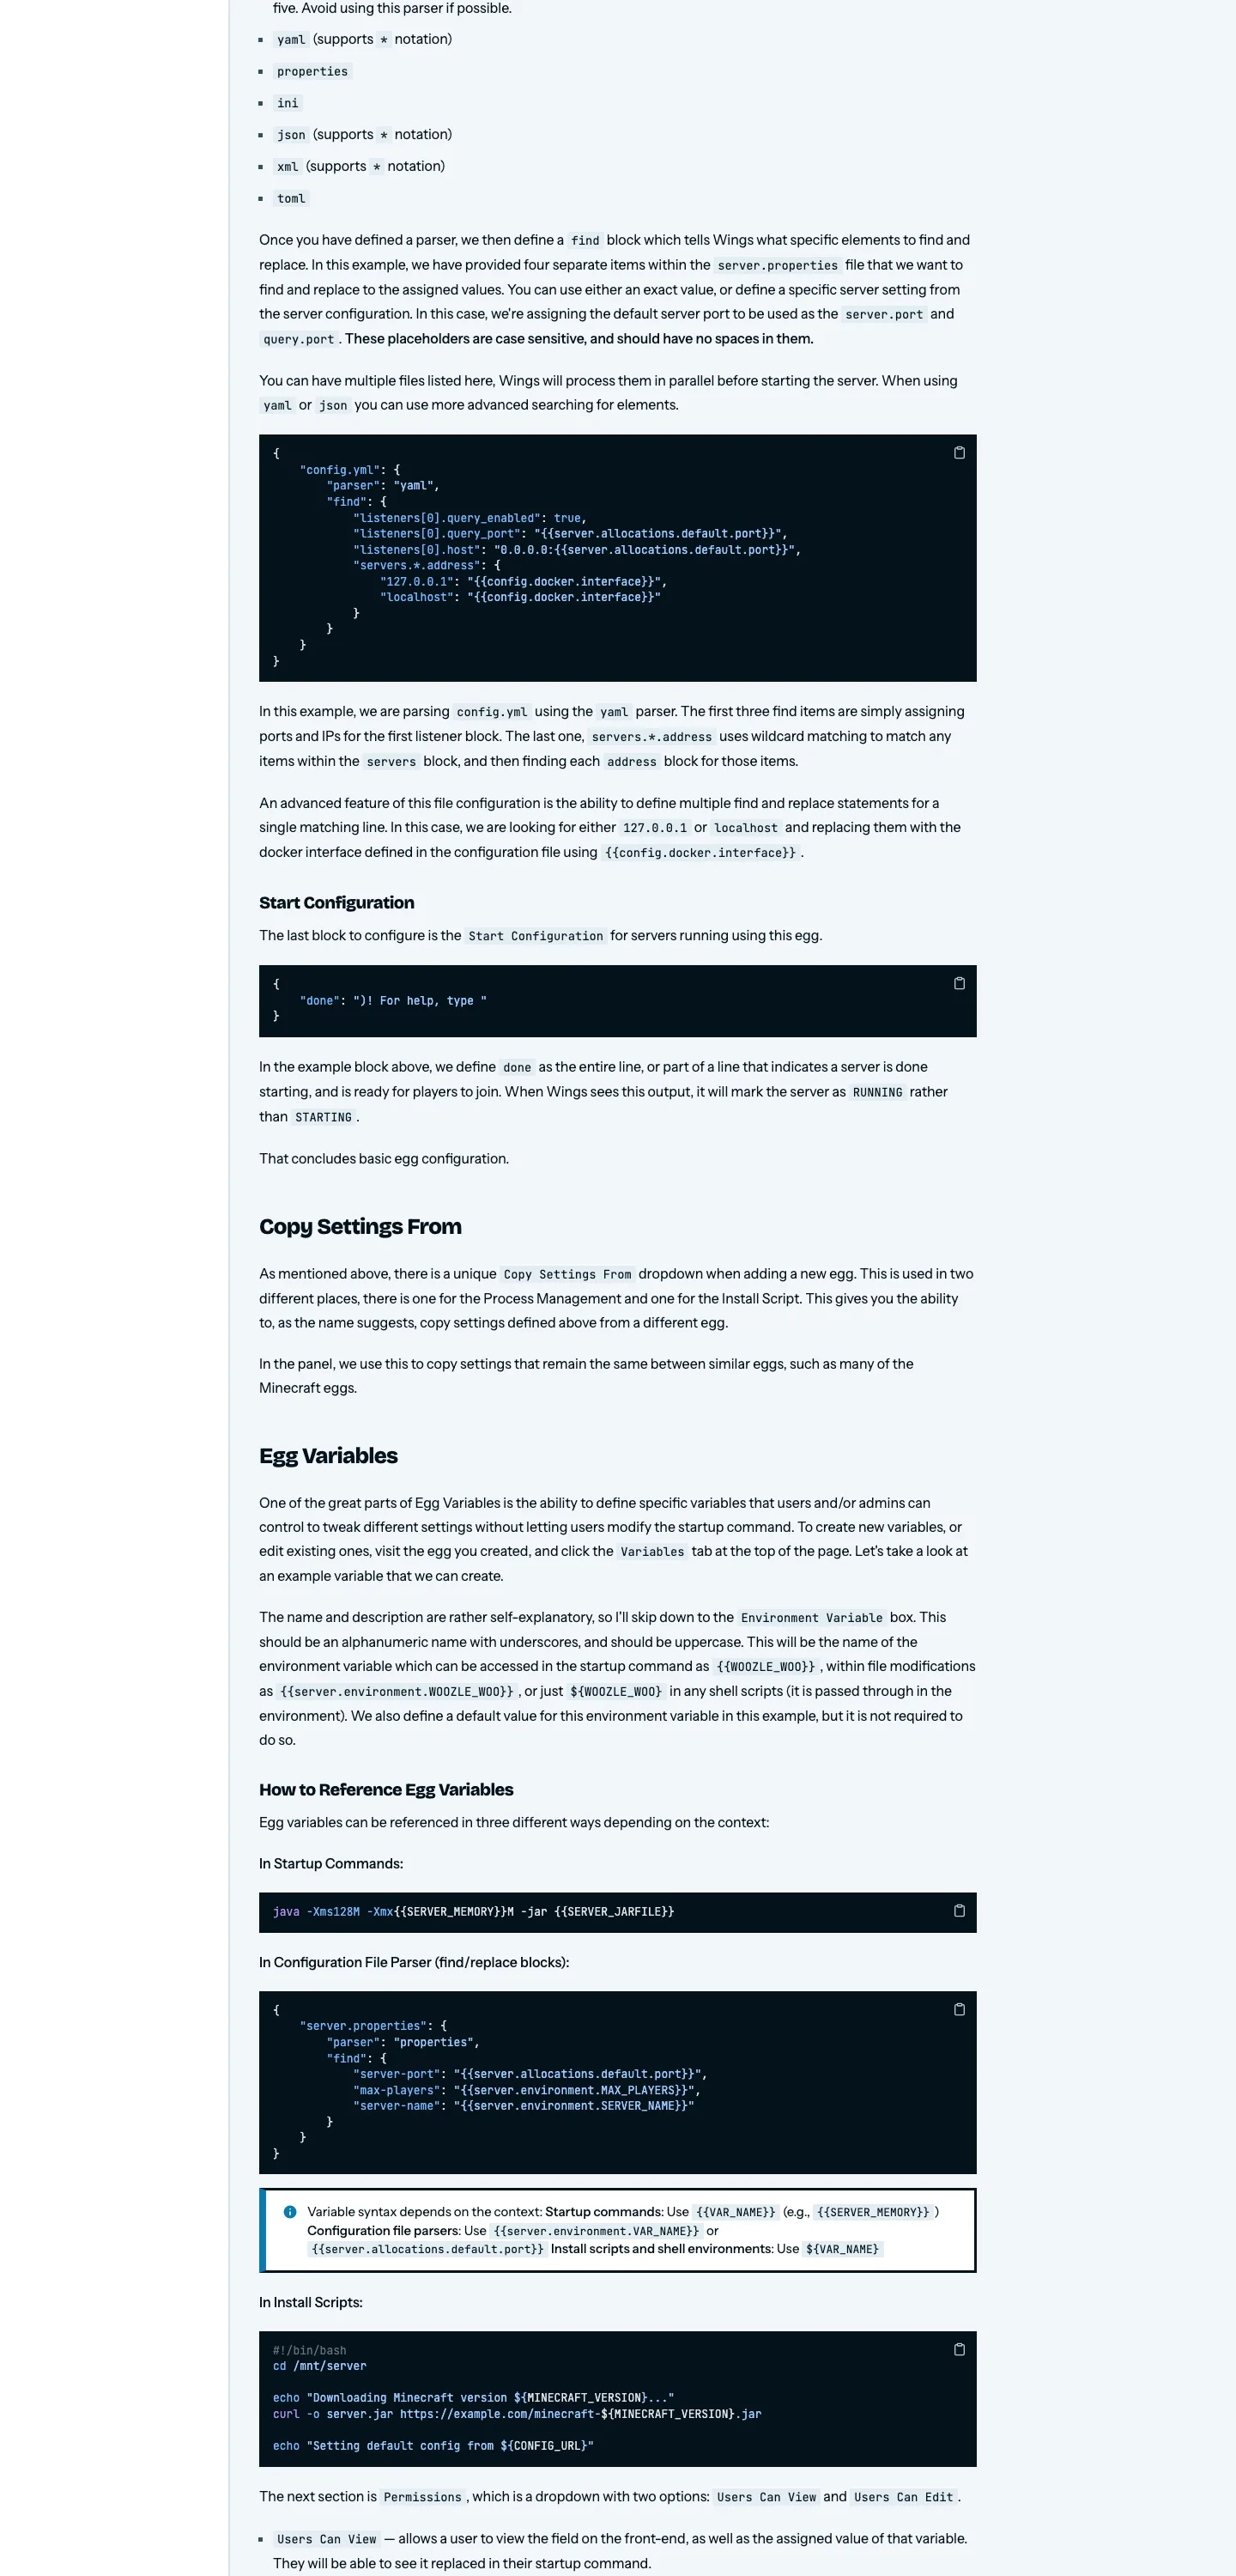 five. Avoid using this parser if possible.
yaml (supports * notation)
properties
ini
json (supports * notation)
xml (supports * notation)
toml
Once you have defined a parser, we then define a find block which tells Wings what specific elements to find and
replace. In this example, we have provided four separate items within the server.properties file that we want to
find and replace to the assigned values. You can use either an exact value, or define a specific server setting from
the server configuration. In this case, we're assigning the default server port to be used as the server.port and
query.port. These placeholders are case sensitive, and should have no spaces in them.
You can have multiple files listed here, Wings will process them in parallel before starting the server. When using
yaml or json you can use more advanced searching for elements.
{
    "config.yml": {
        "parser": "yaml",
        "find": {
            "listeners[0].query_enabled": true,
            "listeners[0].query_port": "{{server.allocations.default.port}}",
            "listeners[0].host": "0.0.0.0:{{server.allocations.default.port}}",
            "servers.*.address": {
                "127.0.0.1": "{{config.docker.interface}}",
                "localhost": "{{config.docker.interface}}"
            }
        }
    }
}
In this example, we are parsing config.yml using the yaml parser. The first three find items are simply assigning
ports and IPs for the first listener block. The last one, servers.*.address uses wildcard matching to match any
items within the servers block, and then finding each address block for those items.
An advanced feature of this file configuration is the ability to define multiple find and replace statements for a
single matching line. In this case, we are looking for either 127.0.0.1 or localhost and replacing them with the
docker interface defined in the configuration file using {{config.docker.interface}}.
Start Configuration
The last block to configure is the Start Configuration for servers running using this egg.
{
    "done": ")! For help, type "
}
In the example block above, we define done as the entire line, or part of a line that indicates a server is done
starting, and is ready for players to join. When Wings sees this output, it will mark the server as RUNNING rather
than STARTING.
That concludes basic egg configuration.
Copy Settings From
As mentioned above, there is a unique Copy Settings From dropdown when adding a new egg. This is used in two
different places, there is one for the Process Management and one for the Install Script. This gives you the ability
to, as the name suggests, copy settings defined above from a different egg.
In the panel, we use this to copy settings that remain the same between similar eggs, such as many of the
Minecraft eggs.
Egg Variables
One of the great parts of Egg Variables is the ability to define specific variables that users and/or admins can
control to tweak different settings without letting users modify the startup command. To create new variables, or
edit existing ones, visit the egg you created, and click the Variables tab at the top of the page. Let's take a look at
an example variable that we can create.
The name and description are rather self-explanatory, so I'll skip down to the Environment Variable box. This
should be an alphanumeric name with underscores, and should be uppercase. This will be the name of the
environment variable which can be accessed in the startup command as {{WOOZLE_WOO}}, within file modifications
as {{server.environment.WOOZLE_WOO}}, or just ${WOOZLE_WOO} in any shell scripts (it is passed through in the
environment). We also define a default value for this environment variable in this example, but it is not required to
do so.
How to Reference Egg Variables
Egg variables can be referenced in three different ways depending on the context:
In Startup Commands:
java -Xms128M -Xmx{{SERVER_MEMORY}}M -jar {{SERVER_JARFILE}}
In Configuration File Parser (find/replace blocks):
{
    "server.properties": {
        "parser": "properties",
        "find": {
            "server-port": "{{server.allocations.default.port}}",
            "max-players": "{{server.environment.MAX_PLAYERS}}",
            "server-name": "{{server.environment.SERVER_NAME}}"
        }
    }
}
Variable syntax depends on the context: Startup commands: Use {{VAR_NAME}} (e.g., {{SERVER_MEMORY}})
Configuration file parsers: Use {{server.environment.VAR_NAME}} or
{{server.allocations.default.port}} Install scripts and shell environments: Use ${VAR_NAME}
In Install Scripts:
#!/bin/bash
cd /mnt/server
echo "Downloading Minecraft version ${MINECRAFT_VERSION}..."
curl -o server.jar https://example.com/minecraft-${MINECRAFT_VERSION}.jar
echo "Setting default config from ${CONFIG_URL}"
The next section is Permissions, which is a dropdown with two options: Users Can View and Users Can Edit.
Users Can View — allows a user to view the field on the front-end, as well as the assigned value of that variable.
They will be able to see it replaced in their startup command.